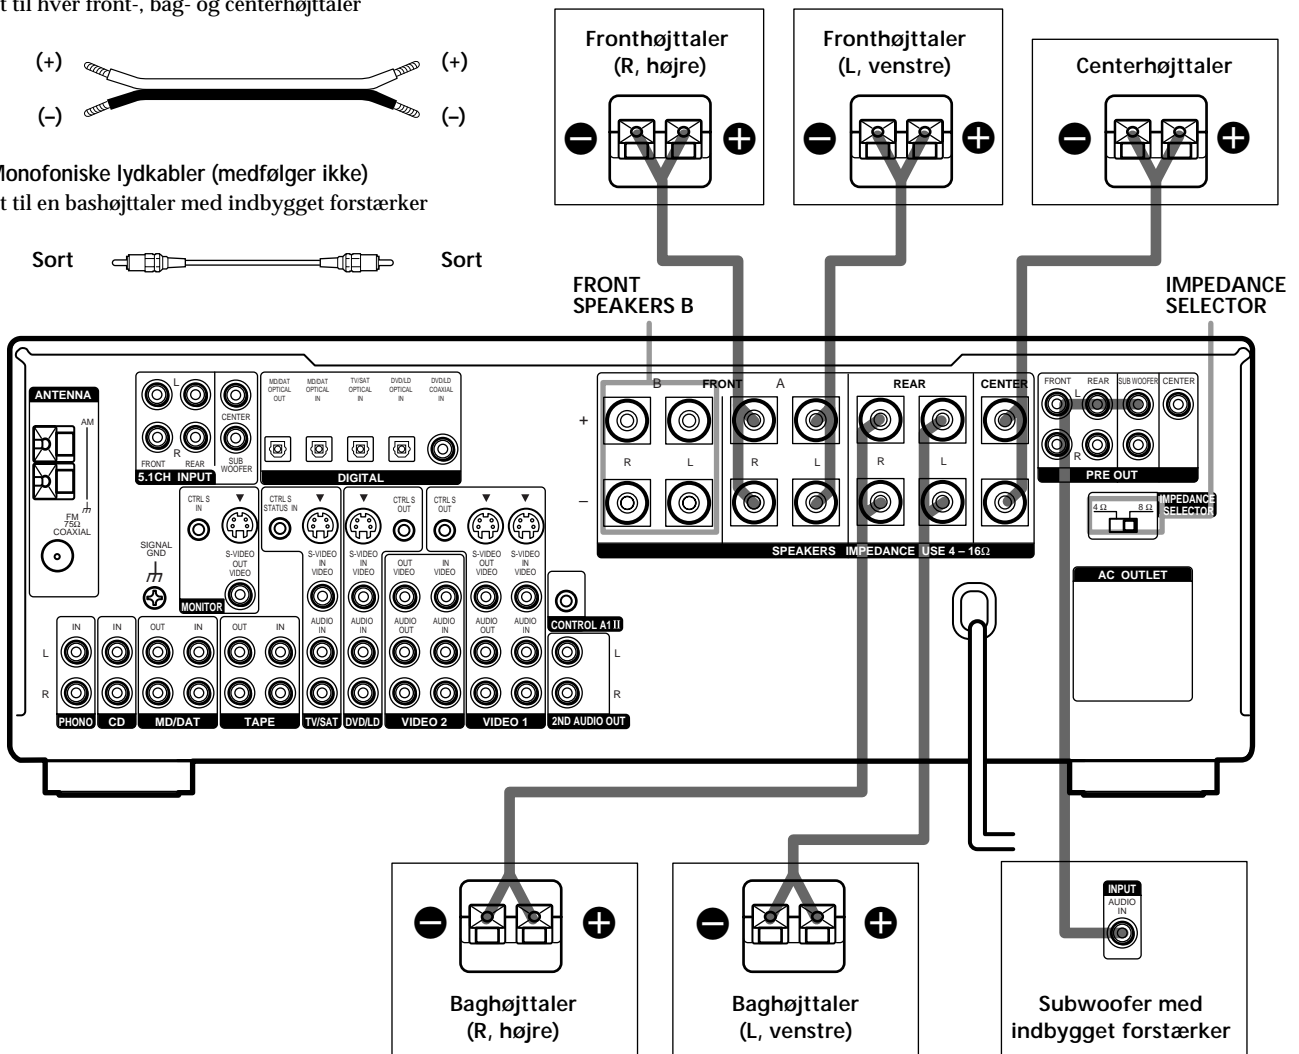 t til hver front-, bag- og centerhøjttaler
(+)
(+)
(–)
(–)
Monofoniske lydkabler (medfølger ikke)
t til en bashøjttaler med indbygget forstærker
Sort
Sort
Fronthøjttaler
(R, højre)
Fronthøjttaler
(L, venstre)
Centerhøjttaler
FRONT
SPEAKERS B
IMPEDANCE
SELECTOR
ANTENNA
AM
FM
75Ω
COAXIAL
L
CENTER
R
FRONT
REAR
SUB
WOOFER
5.1CH INPUT
MD/DAT
OPTICAL
OUT
MD/DAT
OPTICAL
IN
TV/SAT
OPTICAL
IN
DVD/LD
OPTICAL
IN
DVD/LD
COAXIAL
IN
DIGITAL
B
FRONT
A
REAR
CENTER
+
R
L
R
L
R
L
–
SPEAKERS IMPEDANCE USE 4 – 16Ω
FRONT
REAR
SUB WOOFER
CENTER
L
R
PRE OUT
4 Ω
8 Ω
IMPEDANCE
SELECTOR
AC OUTLET
SIGNAL
GND
CTRL S
IN
S-VIDEO
OUT
VIDEO
MONITOR
CTRL S
STATUS IN
S-VIDEO
IN
VIDEO
S-VIDEO
IN
VIDEO
CTRL S
OUT
OUT
VIDEO
IN
VIDEO
CTRL S
OUT
S-VIDEO
OUT
VIDEO
S-VIDEO
IN
VIDEO
CONTROL A1 II
IN
IN
OUT
IN
OUT
IN
AUDIO
IN
AUDIO
IN
AUDIO
OUT
AUDIO
IN
AUDIO
OUT
AUDIO
IN
L
L
R
R
PHONO
CD
MD/DAT
TAPE
TV/SAT
DVD/LD
VIDEO 2
VIDEO 1
2ND AUDIO OUT
Baghøjttaler
(R, højre)
Baghøjttaler
(L, venstre)
INPUT
AUDIO
IN
Subwoofer med
indbygget forstærker